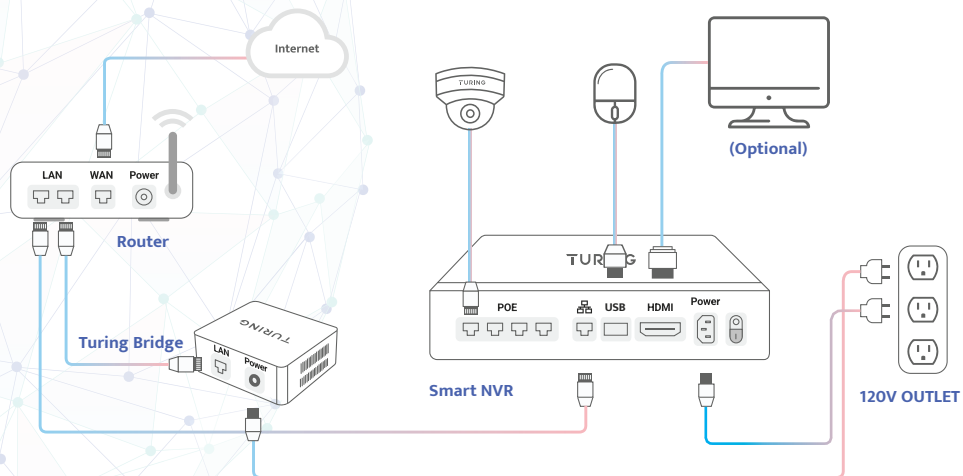 Internet
TURING
(Optional)
LAN
WAN
Power
Router
TURING
POE
USB
HDMI
Power
TURING
Turing Bridge
LAN
Power
Smart NVR
120V OUTLET